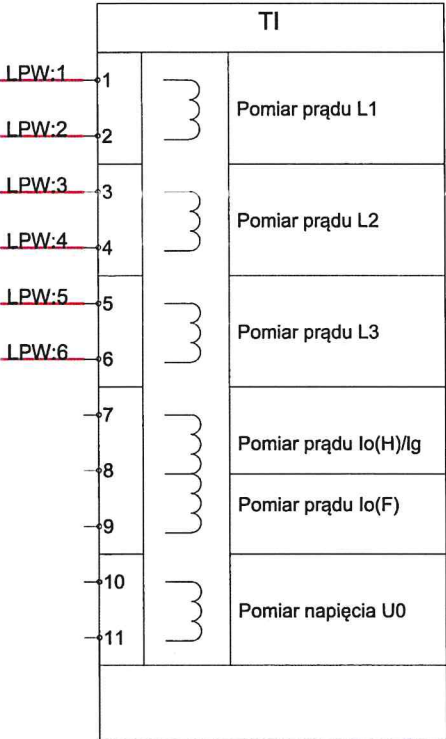 TI
LPW:1 1
LPW:2 2
Pomiar prądu L1
LPW:3 3
LPW:4 4
Pomiar prądu L2
LPW:5 5
LPW:6 6
Pomiar prądu L3
7
8
9
Pomiar prądu Io(H)/Ig
Pomiar prądu Io(F)
10
11
Pomiar napięcia U0